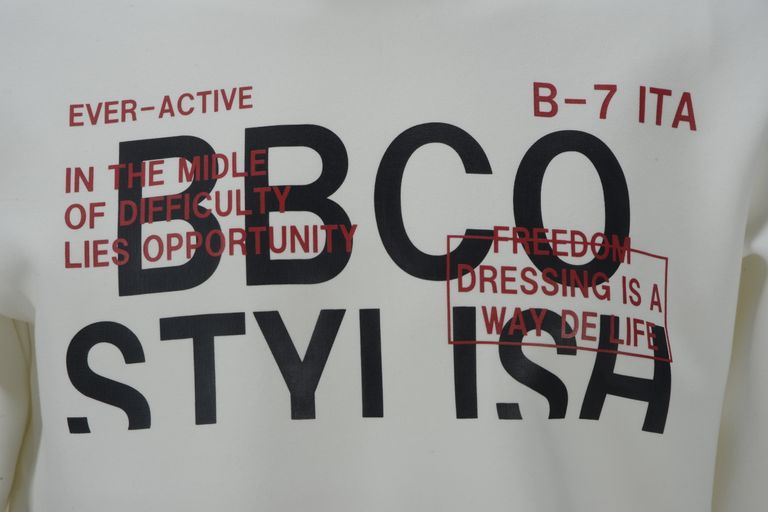 EVER-ACTIVE
B-7 ITA
BBCO
IN THE MIDLE
OF DIFFICULTY
LIES OPPORTUNITY
FREEDOM
DRESSING IS A
WAY DE LIFE
STYLISH